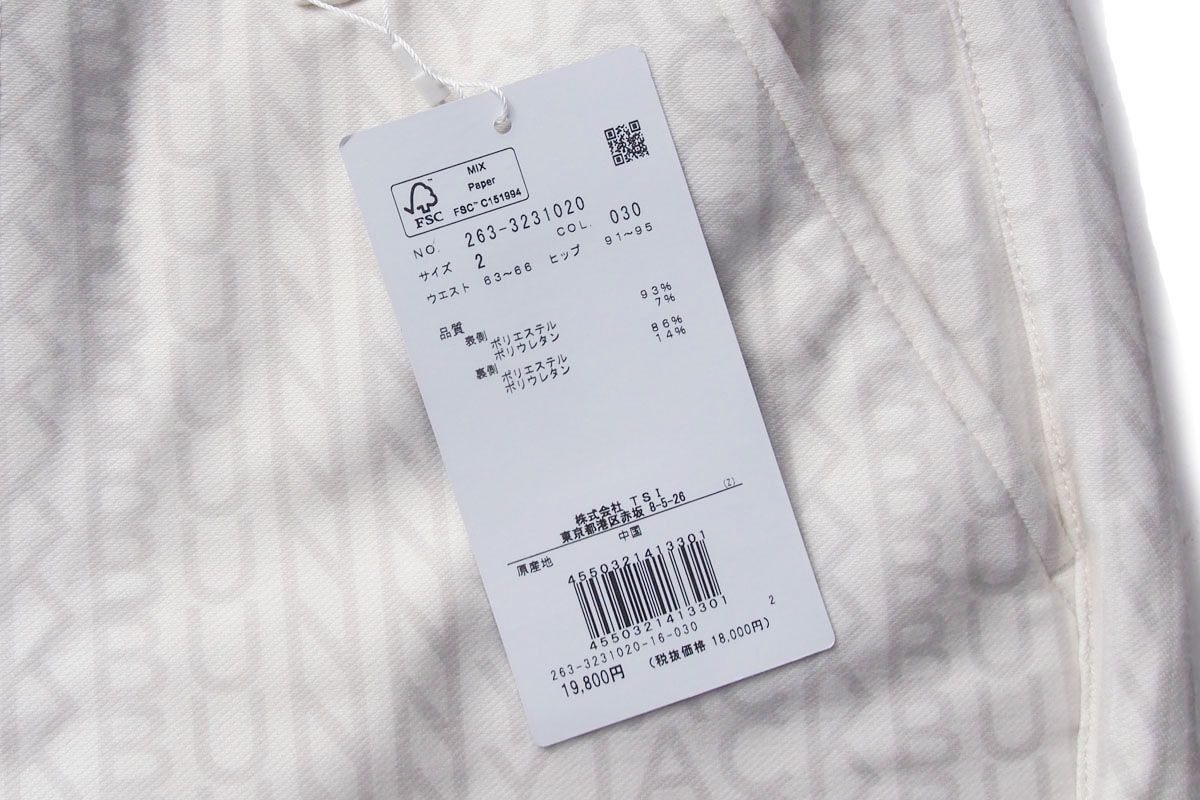 MIX
Paper
FSC™ C151994
FSC
NO. 263-3231020 COL. 030
サイズ 2
ウエスト 63～66 ヒップ 91～95
品質
表側 ポリエステル 93%
ポリウレタン 7%
裏側 ポリエステル 86%
ポリウレタン 14%
(Z)
株式会社 TSI
東京都港区赤坂 8-5-26
原産地 中国
4550321413301
4550321413301
263-3231020-16-030 2
19,800円 (税抜価格 18,000円)
JACK BUNNY